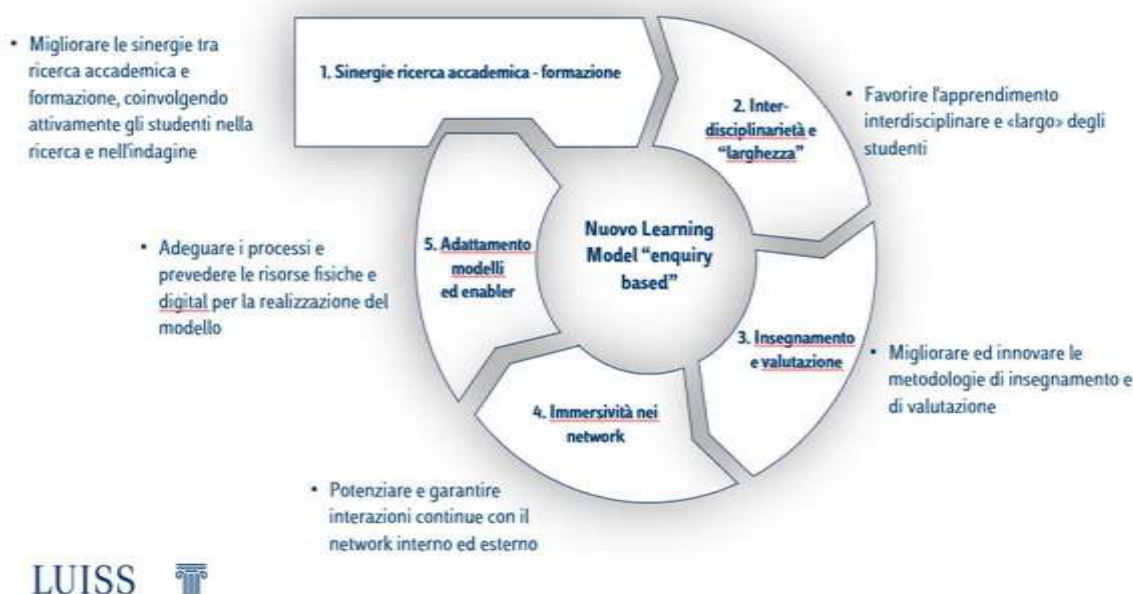 • Migliorare le sinergie tra
ricerca accademica e
formazione, coinvolgendo
attivamente gli studenti nella
ricerca e nell'indagine
1. Sinergie ricerca accademica - formazione
2. Inter-
disciplinarietà e
“larghezza”
• Favorire l'apprendimento
interdisciplinare e «largo» degli
studenti
Nuovo Learning
Model “enquiry
based”
5. Adattamento
modelli
ed enabler
• Adeguare i processi e
prevedere le risorse fisiche e
digital per la realizzazione del
modello
3. Insegnamento
e valutazione
• Migliorare ed innovare le
metodologie di insegnamento e
di valutazione
4. Immersività nei
network
• Potenziare e garantire
interazioni continue con il
network interno ed esterno
LUISS